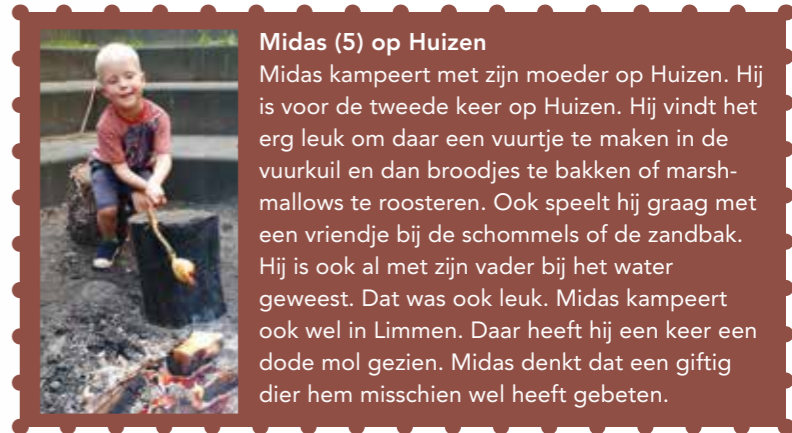 Midas (5) op Huizen
Midas kampeert met zijn moeder op Huizen. Hij
is voor de tweede keer op Huizen. Hij vindt het
erg leuk om daar een vuurtje te maken in de
vuurkuil en dan broodjes te bakken of marsh-
mallows te roosteren. Ook speelt hij graag met
een vriendje bij de schommels of de zandbak.
Hij is ook al met zijn vader bij het water
geweest. Dat was ook leuk. Midas kampeert
ook wel in Limmen. Daar heeft hij een keer een
dode mol gezien. Midas denkt dat een giftig
dier hem misschien wel heeft gebeten.